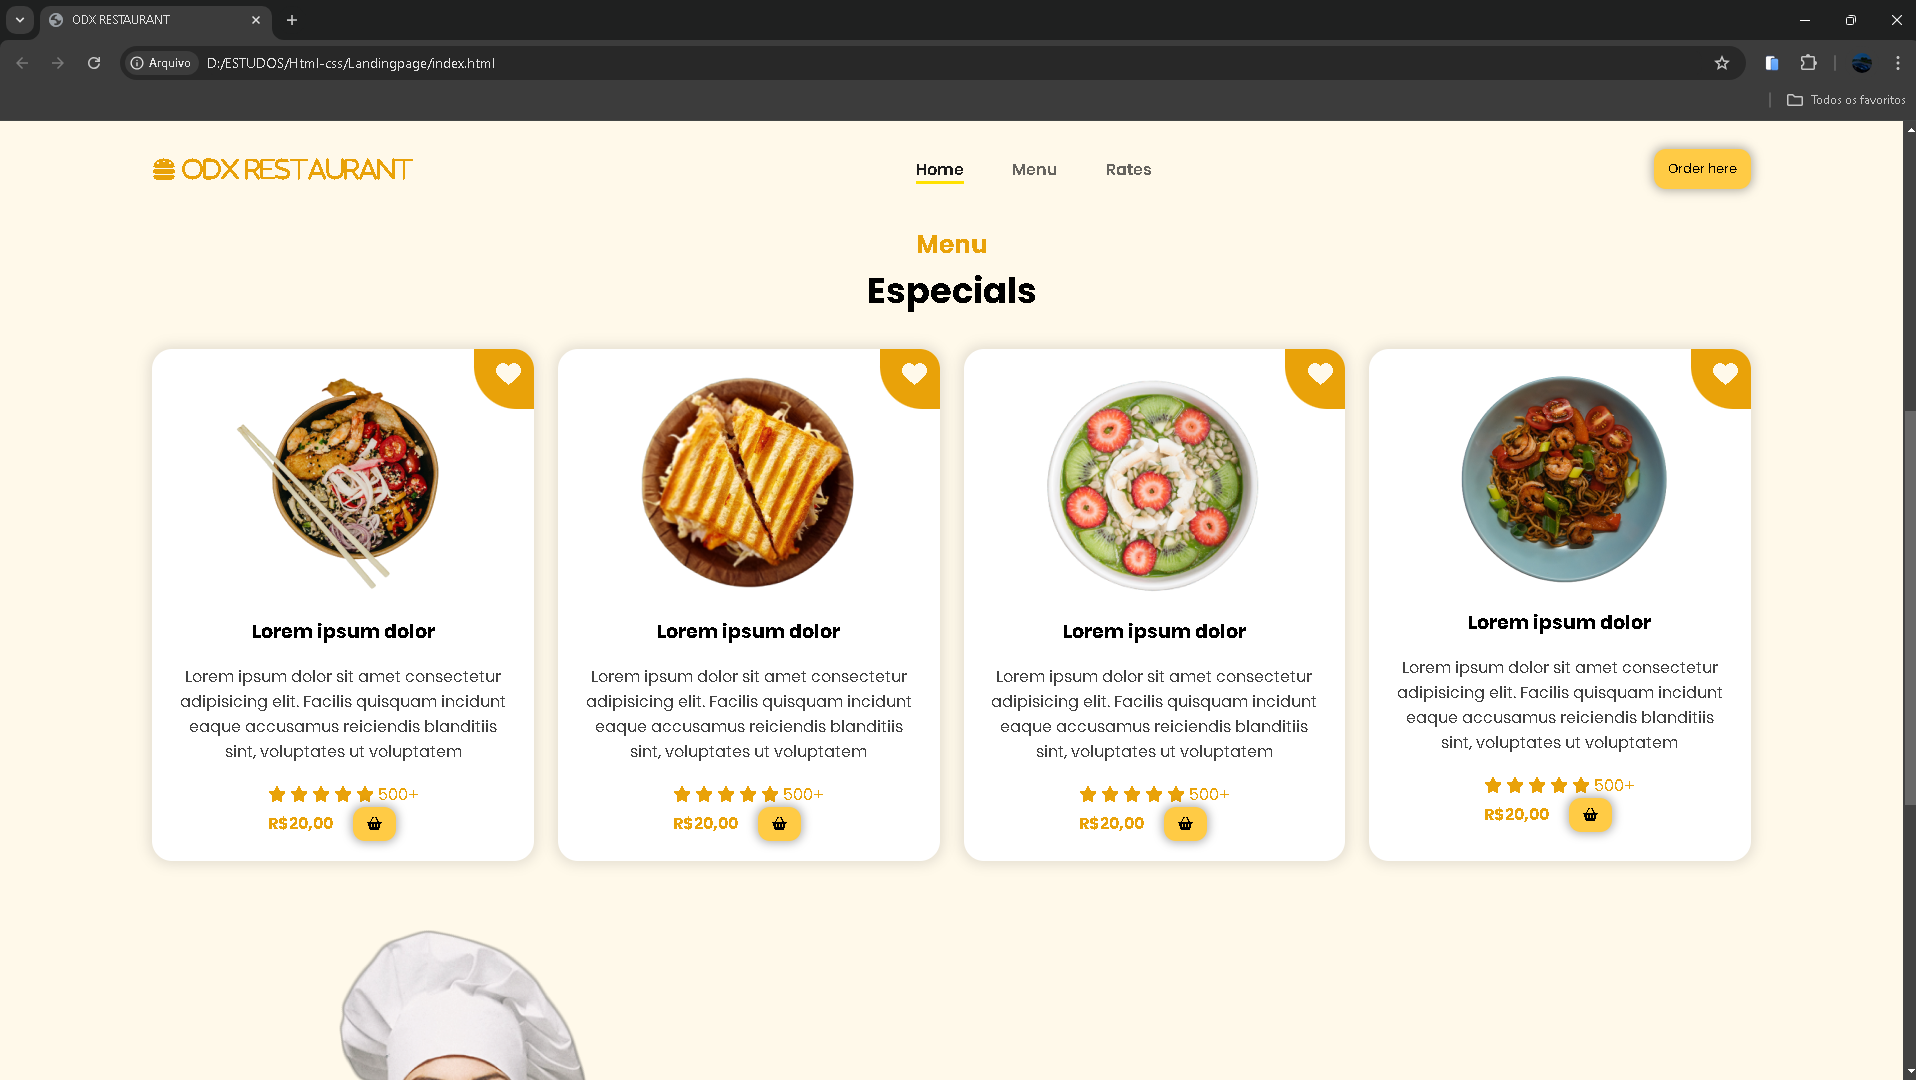 ODX RESTAURANT
Arquivo
D:/ESTUDOS/Html-css/Landingpage/index.html
Todos os favoritos
ODX RESTAURANT
Home
Menu
Rates
Order here
Menu
Especials
Lorem ipsum dolor
Lorem ipsum dolor sit amet consectetur
adipisicing elit. Facilis quisquam incidunt
eaque accusamus reiciendis blanditiis
sint, voluptates ut voluptatem
500+
R$20,00
Lorem ipsum dolor
Lorem ipsum dolor sit amet consectetur
adipisicing elit. Facilis quisquam incidunt
eaque accusamus reiciendis blanditiis
sint, voluptates ut voluptatem
500+
R$20,00
Lorem ipsum dolor
Lorem ipsum dolor sit amet consectetur
adipisicing elit. Facilis quisquam incidunt
eaque accusamus reiciendis blanditiis
sint, voluptates ut voluptatem
500+
R$20,00
Lorem ipsum dolor
Lorem ipsum dolor sit amet consectetur
adipisicing elit. Facilis quisquam incidunt
eaque accusamus reiciendis blanditiis
sint, voluptates ut voluptatem
500+
R$20,00